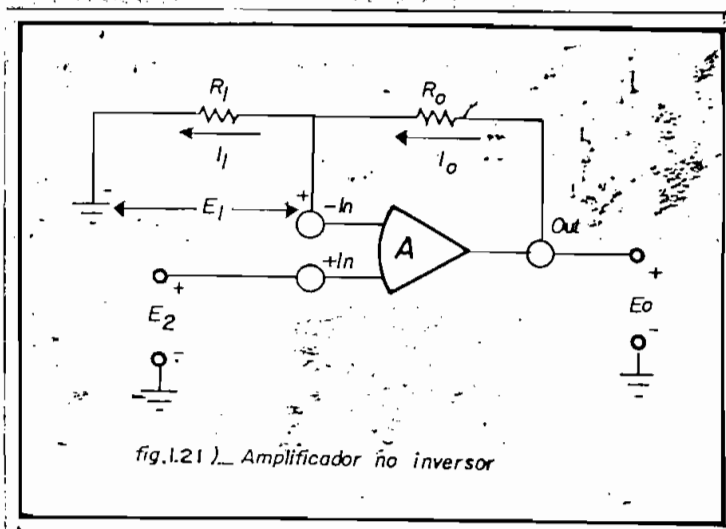 R1 Ro
I1 Io
- E1 + -In
A Out
+In
+ +
E2 Eo
- -
fig.1.21)_ Amplificador no inversor